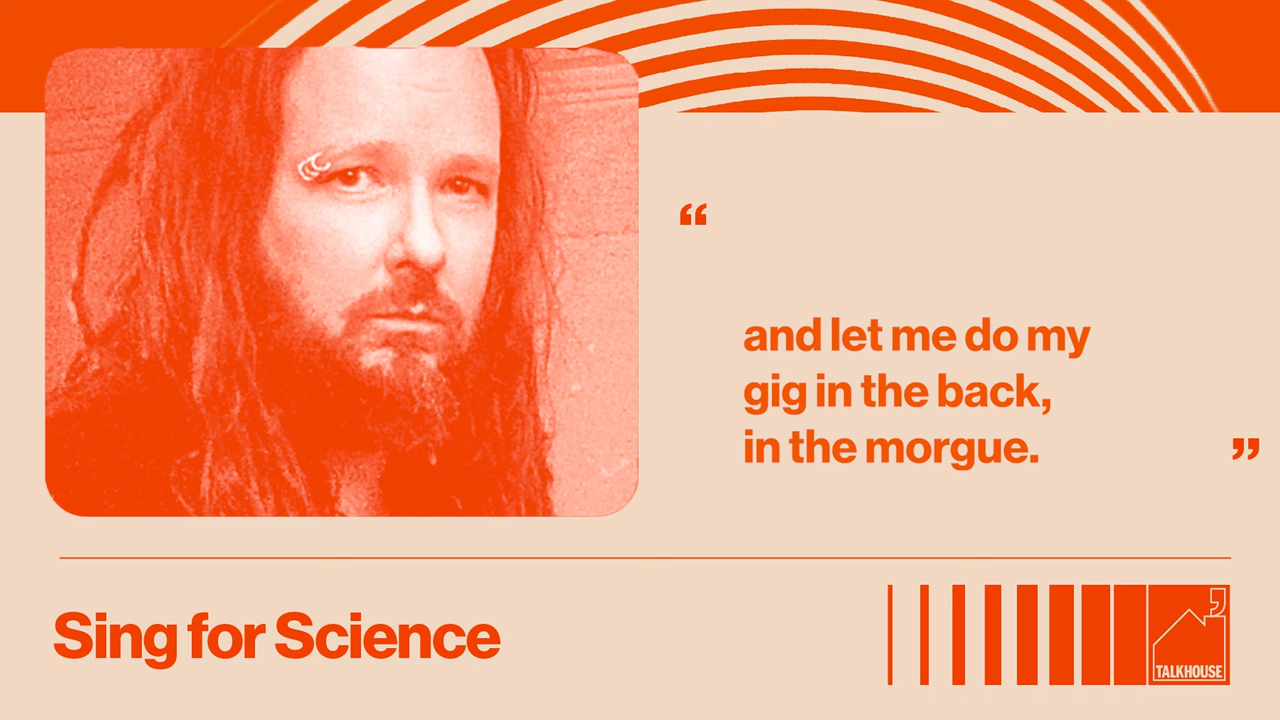 “
and let me do my
gig in the back,
in the morgue.
”
Sing for Science
TALKHOUSE